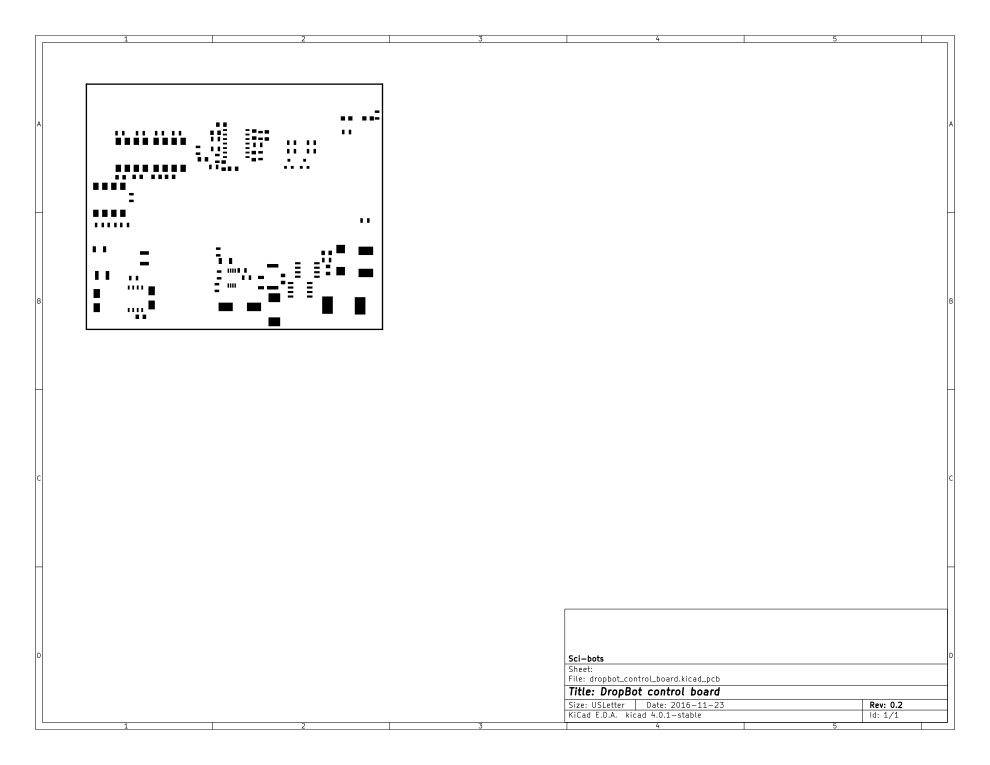 1 2 3 4 5
A A
B B
C C
Sci-bots
D D
Sheet:
File: dropbot_control_board.kicad_pcb
Title: DropBot control board
Size: USLetter Date: 2016-11-23 Rev: 0.2
KiCad E.D.A. kicad 4.0.1-stable Id: 1/1
1 2 3 4 5